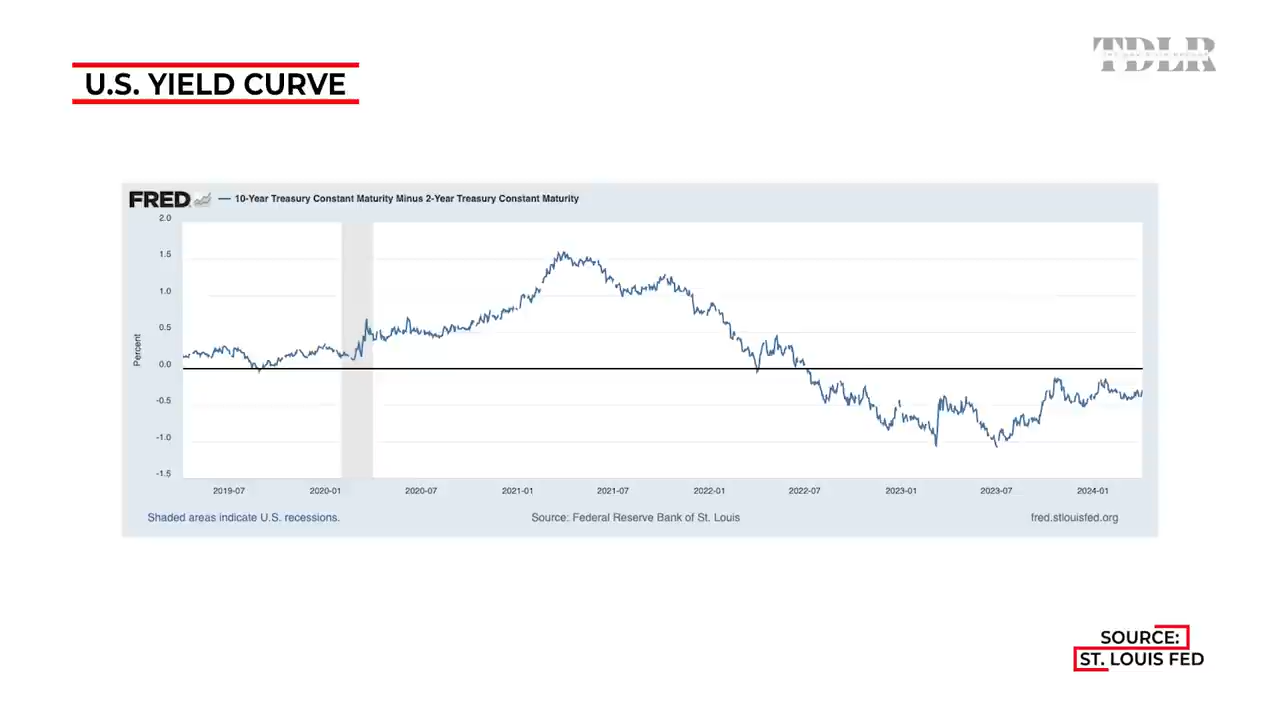 U.S. YIELD CURVE
TDLR
FRED
10-Year Treasury Constant Maturity Minus 2-Year Treasury Constant Maturity
2.0
1.5
1.0
0.5
0.0
-0.5
-1.0
-1.5
Percent
2019-07
2020-01
2020-07
2021-01
2021-07
2022-01
2022-07
2023-01
2023-07
2024-01
Shaded areas indicate U.S. recessions.
Source: Federal Reserve Bank of St. Louis
fred.stlouisfed.org
SOURCE:
ST. LOUIS FED